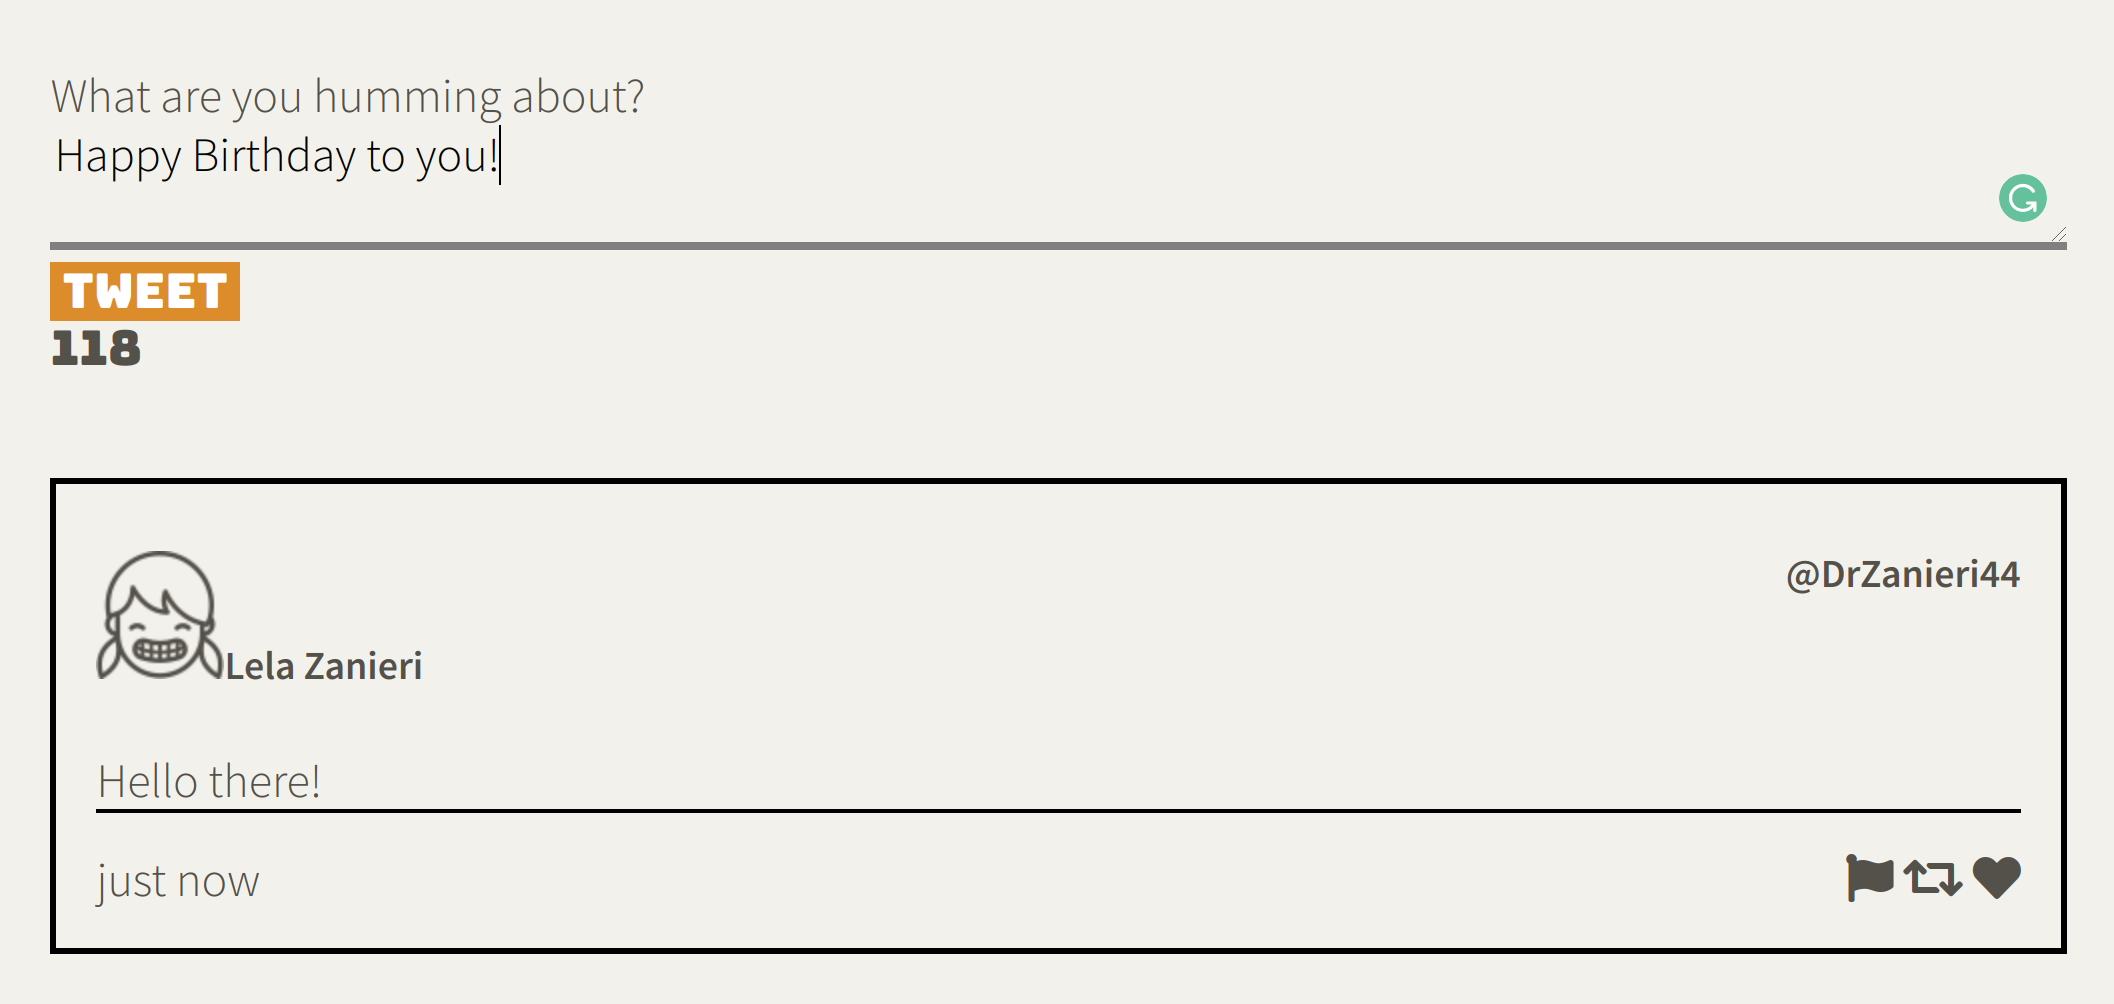 What are you humming about?
Happy Birthday to you!
TWEET
118
@DrZanieri44
Lela Zanieri
Hello there!
just now